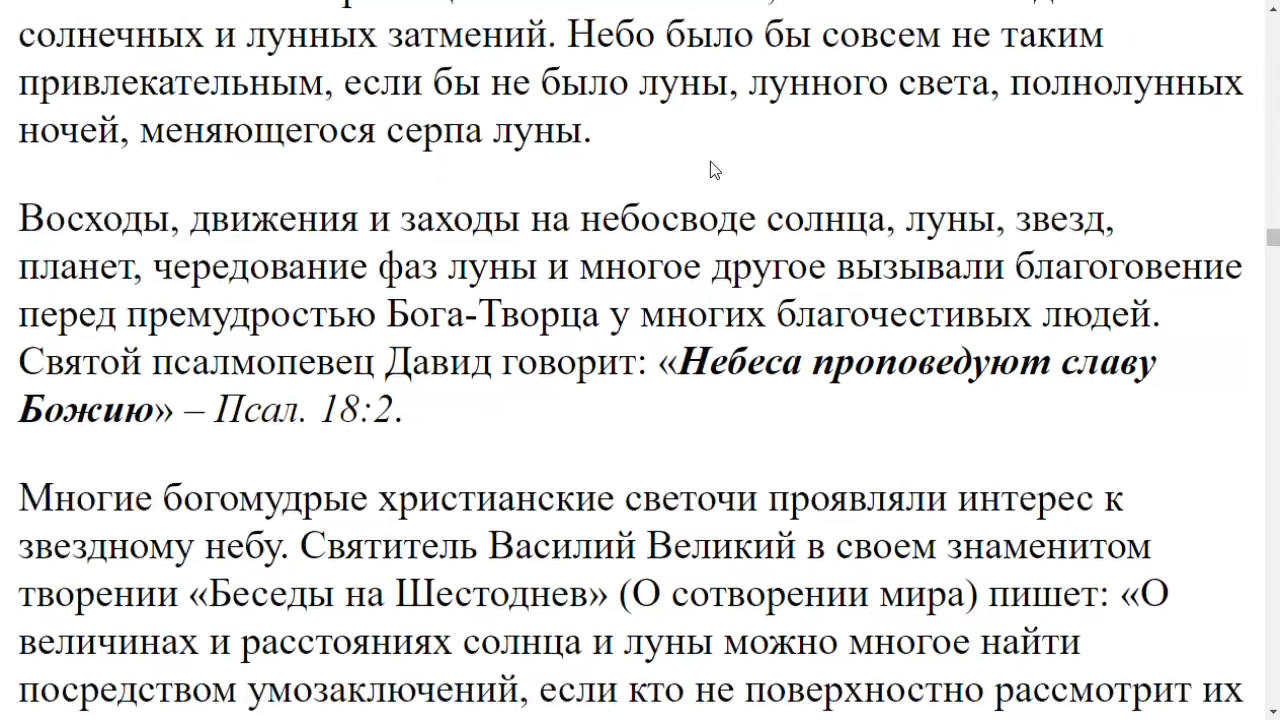 солнечных и лунных затмений. Небо было бы совсем не таким
привлекательным, если бы не было луны, лунного света, полнолунных
ночей, меняющегося серпа луны.
Восходы, движения и заходы на небосводе солнца, луны, звезд,
планет, чередование фаз луны и многое другое вызывали благоговение
перед премудростью Бога-Творца у многих благочестивых людей.
Святой псалмопевец Давид говорит: «Небеса проповедуют славу
Божию» – Псал. 18:2.
Многие богомудрые христианские светочи проявляли интерес к
звездному небу. Святитель Василий Великий в своем знаменитом
творении «Беседы на Шестоднев» (О сотворении мира) пишет: «О
величинах и расстояниях солнца и луны можно многое найти
посредством умозаключений, если кто не поверхностно рассмотрит их